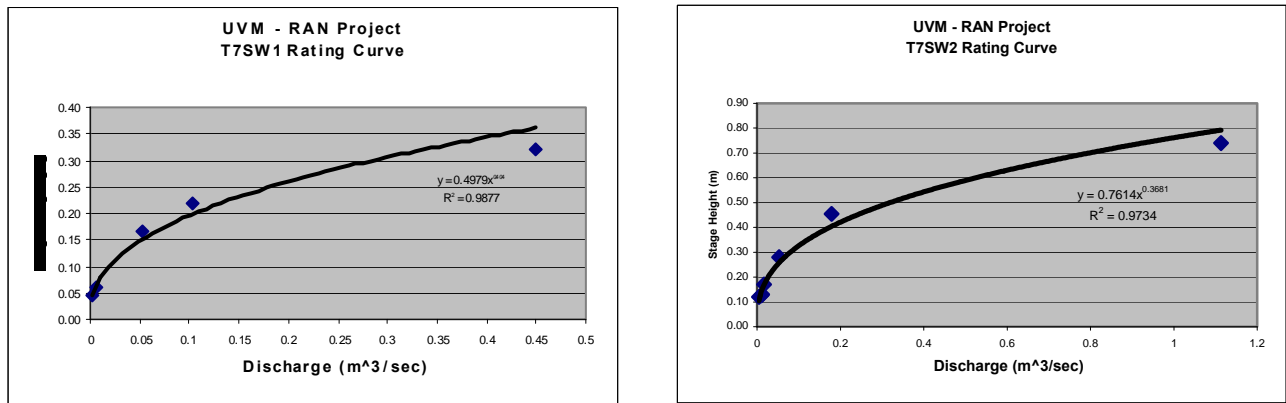 UVM - RAN Project
T7SW1 Rating Curve
0.40
0.35
0.30
0.25
0.20
0.15
0.10
0.05
0.00
y = 0.4979x
R² = 0.9877
0 0.05 0.1 0.15 0.2 0.25 0.3 0.35 0.4 0.45 0.5
Discharge (m^3/sec)
UVM - RAN Project
T7SW2 Rating Curve
Stage Height (m)
0.90
0.80
0.70
0.60
0.50
0.40
0.30
0.20
0.10
0.00
y = 0.7614x^0.3681
R² = 0.9734
0 0.2 0.4 0.6 0.8 1 1.2
Discharge (m^3/sec)